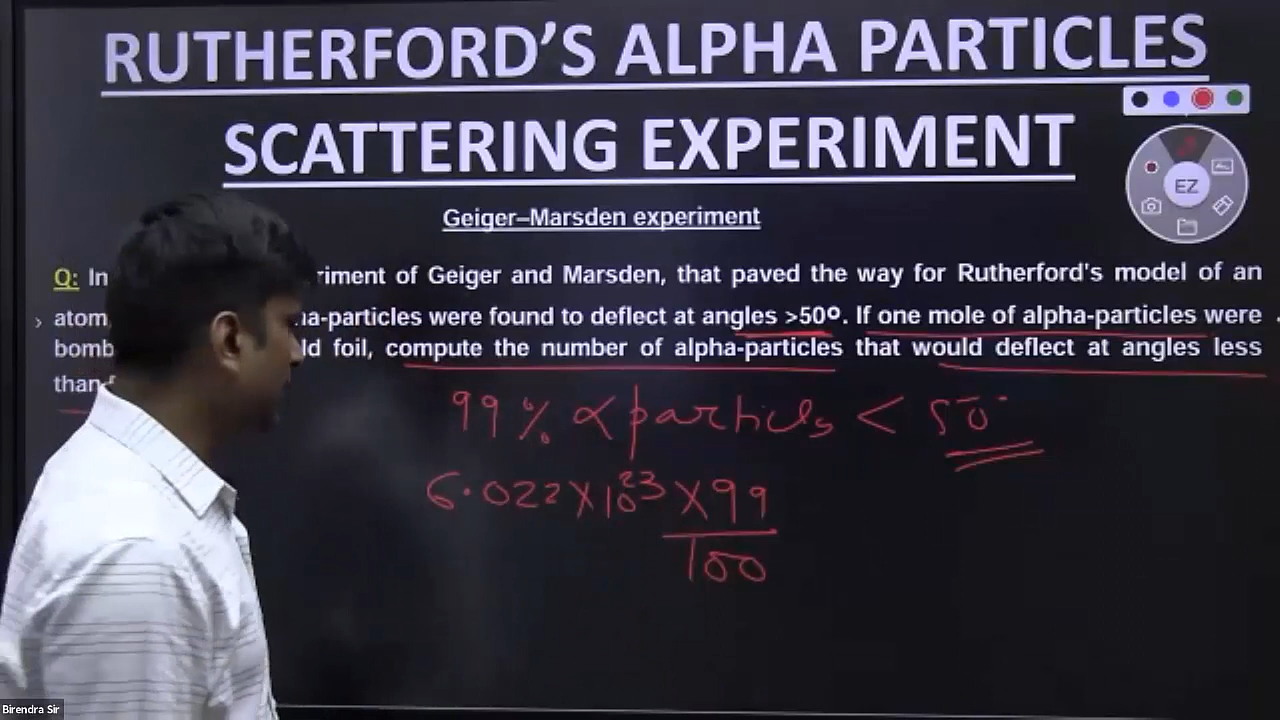 RUTHERFORD'S ALPHA PARTICLES
SCATTERING EXPERIMENT
EZ
Geiger–Marsden experiment
Q: In riment of Geiger and Marsden, that paved the way for Rutherford's model of an
atom ha-particles were found to deflect at angles >50º. If one mole of alpha-particles were
bomb ld foil, compute the number of alpha-particles that would deflect at angles less
than
99% α particles < 50°
6.022×10²³ × 99
100
Birendra Sir